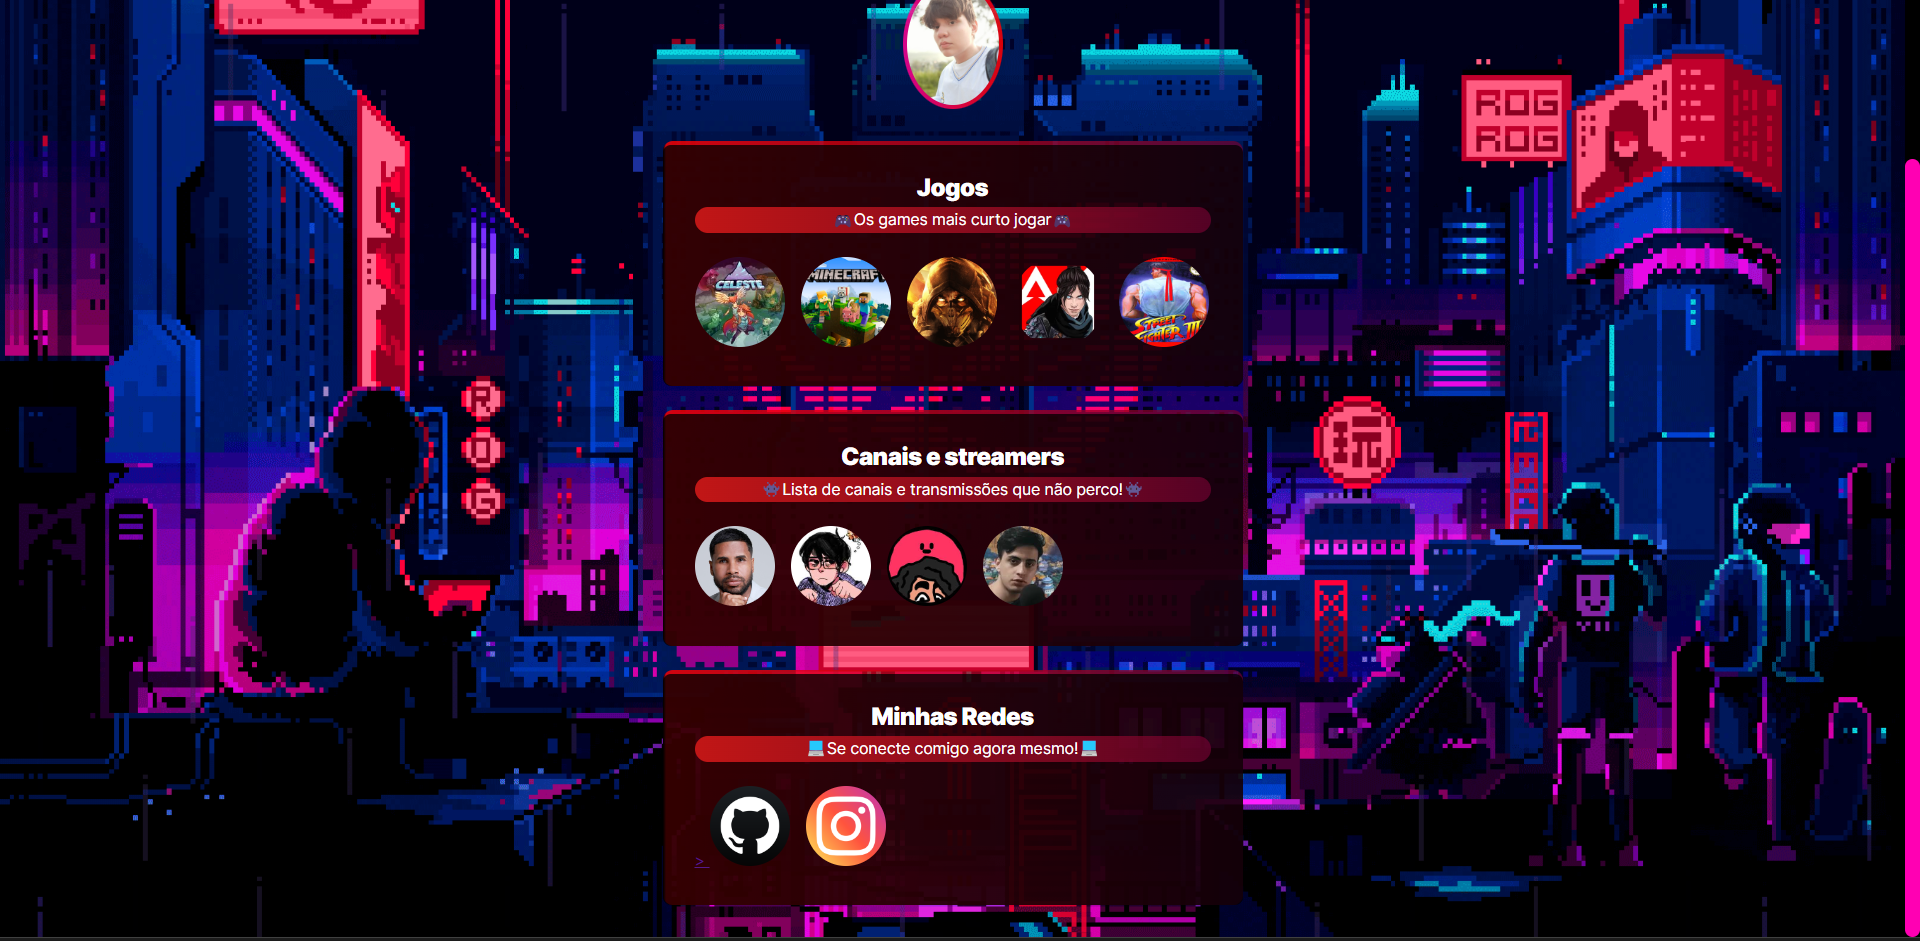 ROG
ROG
Jogos
🎮Os games mais curto jogar🎮
CELESTE
MINECRAFT
STREET
FIGHTER III
R
O
G
玩
Canais e streamers
👾Lista de canais e transmissões que não perco!👾
Minhas Redes
💻Se conecte comigo agora mesmo!💻
>